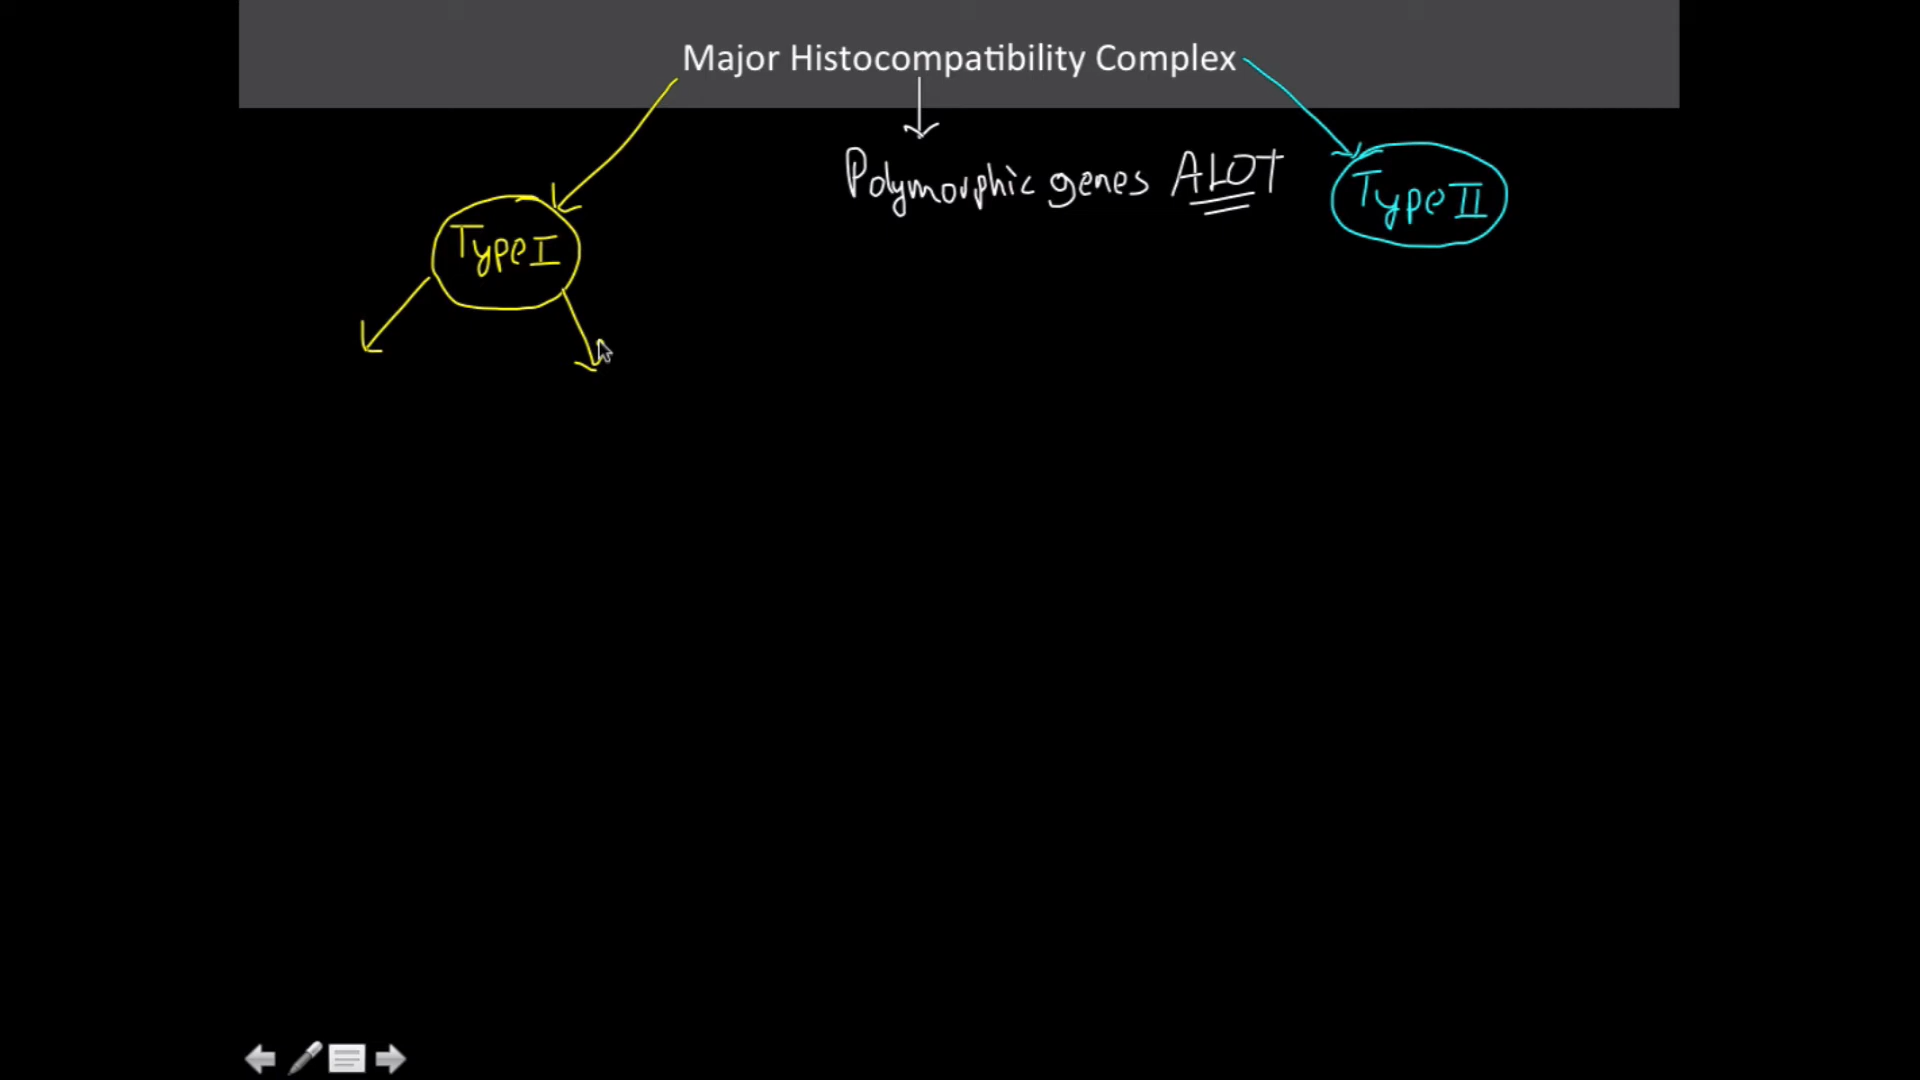 Major Histocompatibility Complex
Polymorphic genes ALOT
Type II
Type I